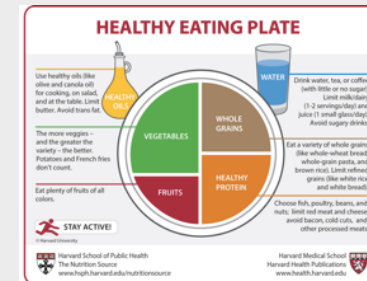 HEALTHY EATING PLATE
Use healthy oils (like
olive and canola oil)
for cooking, on salad,
and at the table. Limit
butter. Avoid trans fat.
HEALTHY
OILS
The more veggies –
and the greater the
variety – the better.
Potatoes and French fries
don't count.
Eat plenty of fruits of all
colors.
VEGETABLES
FRUITS
WHOLE
GRAINS
HEALTHY
PROTEIN
WATER
Drink water, tea, or coffee
(with little or no sugar)
Limit milk/dairy
(1-2 servings/day) and
juice (1 small glass/day)
Avoid sugary drinks
Eat a variety of whole grains
(like whole-wheat bread,
whole-grain pasta, and
brown rice). Limit refined
grains (like white rice
and white bread)
Choose fish, poultry, beans, and
nuts; limit red meat and cheese
avoid bacon, cold cuts, and
other processed meats
STAY ACTIVE!
© Harvard University
Harvard School of Public Health
The Nutrition Source
www.hsph.harvard.edu/nutritionsource
Harvard Medical School
Harvard Health Publications
www.health.harvard.edu